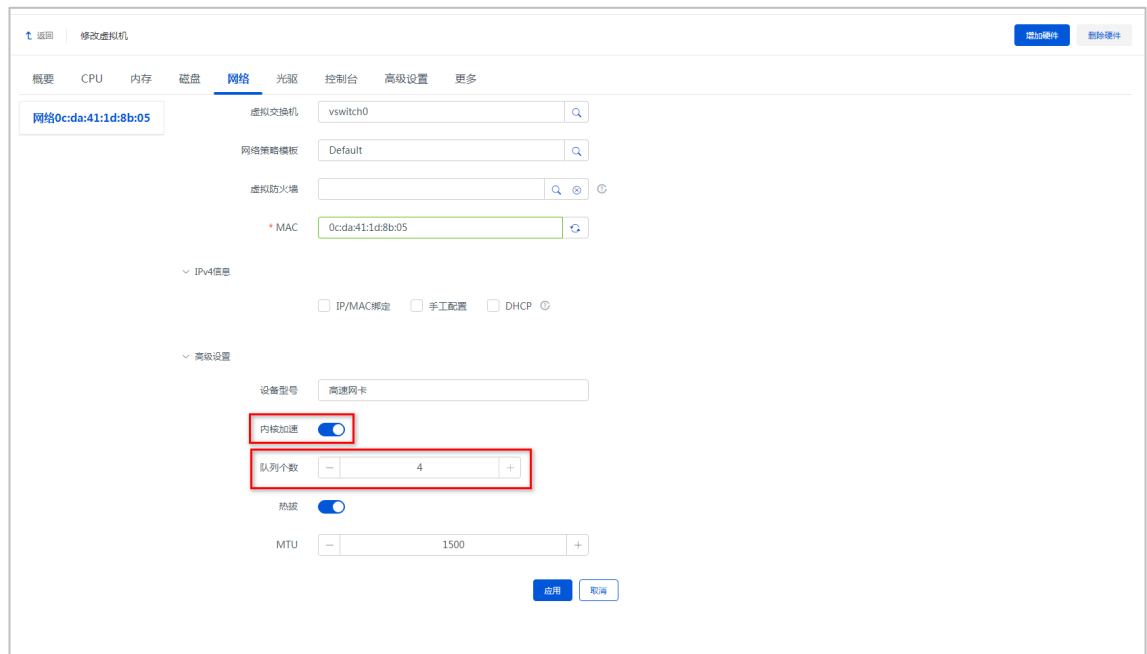 返回 修改虚拟机 增加硬件 删除硬件
概要 CPU 内存 磁盘 网络 光驱 控制台 高级设置 更多
网络0c:da:41:1d:8b:05
虚拟交换机 vswitch0
网络策略模板 Default
虚拟防火墙
* MAC 0c:da:41:1d:8b:05
IPv4信息
IP/MAC绑定 手工配置 DHCP
高级设置
设备型号 高速网卡
内核加速
队列个数 − 4 +
热拔
MTU − 1500 +
应用 取消